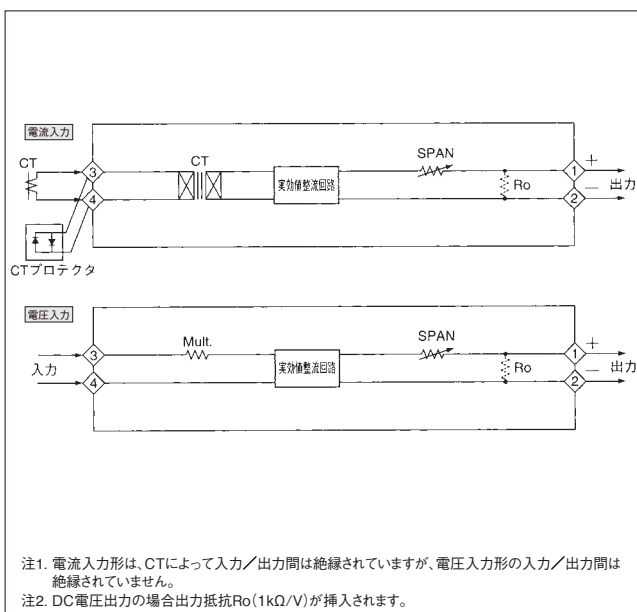 電流入力
CT
3
4
CT
実効値整流回路
SPAN
Ro
1
+
2
−
出力
CTプロテクタ
電圧入力
入力
3
4
Mult.
実効値整流回路
SPAN
Ro
1
+
2
−
出力
注1. 電流入力形は、CTによって入力／出力間は絶縁されていますが、電圧入力形の入力／出力間は
絶縁されていません。
注2. DC電圧出力の場合出力抵抗Ro(1kΩ/V)が挿入されます。